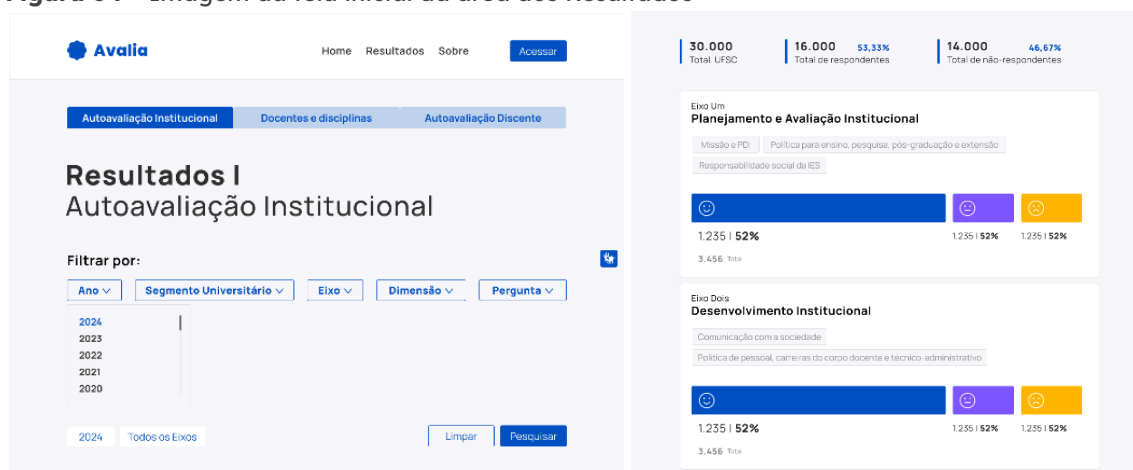 Avalia
Home Resultados Sobre Acessar
Autoavaliação Institucional Docentes e disciplinas Autoavaliação Discente
Resultados I
Autoavaliação Institucional
Filtrar por:
Ano Segmento Universitário Eixo Dimensão Pergunta
2024
2023
2022
2021
2020
2024 Todos os Eixos
Limpar Pesquisar
30.000 16.000 53,33% 14.000 46,67%
Total UFSC Total de respondentes Total de não-respondentes
Eixo Um
Planejamento e Avaliação Institucional
Missão e PDI Política para ensino, pesquisa, pós-graduação e extensão
Responsabilidade social da IES
1.235 | 52% 1.235 | 52% 1.235 | 52%
3.456 Total
Eixo Dois
Desenvolvimento Institucional
Comunicação com a sociedade
Política de pessoal, carreiras do corpo docente e técnico-administrativo
1.235 | 52% 1.235 | 52% 1.235 | 52%
3.456 Total